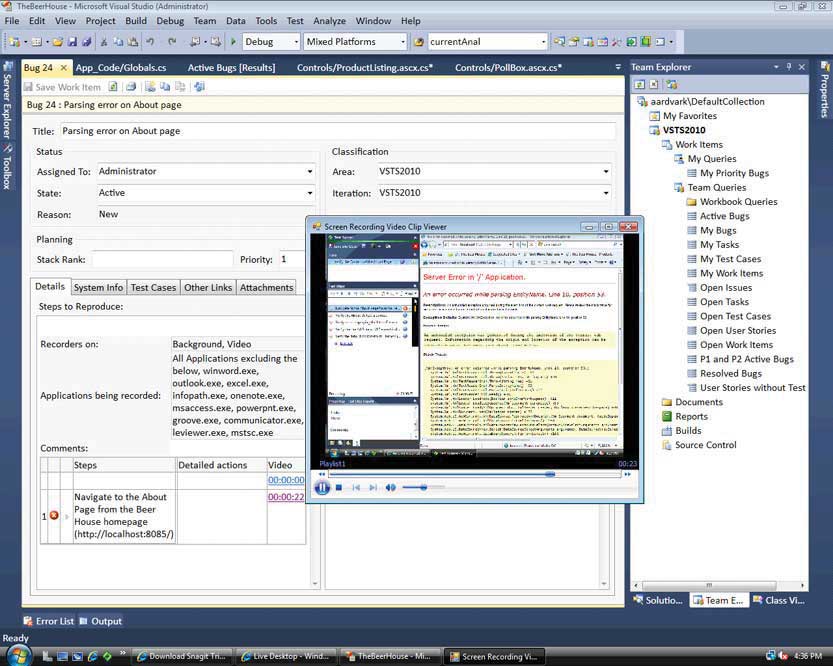 TheBeerHouse - Microsoft Visual Studio (Administrator)
File Edit View Project Build Debug Team Data Tools Test Analyze Window Help
Debug Mixed Platforms currentAnal
Bug 24 App_Code/Globals.cs Active Bugs [Results] Controls/ProductListing.ascx.cs* Controls/PollBox.ascx.cs*
Save Work Item
Bug 24 : Parsing error on About page
Title: Parsing error on About page
Status
Assigned To: Administrator
State: Active
Reason: New
Classification
Area: VSTS2010
Iteration: VSTS2010
Planning
Stack Rank: Priority: 1
Details System Info Test Cases Other Links Attachments
Steps to Reproduce:
Recorders on: Background, Video
Applications being recorded: All Applications excluding the
below, winword.exe,
outlook.exe, excel.exe,
infopath.exe, onenote.exe,
msaccess.exe, powerpnt.exe,
groove.exe, communicator.exe,
leviewer.exe, mstsc.exe
Comments:
Steps Detailed actions Video
00:00:00
1 Navigate to the About
Page from the Beer
House homepage
(http://localhost:8085/)
00:00:22
Screen Recording Video Clip Viewer
Server Error in '/' Application.
An error occurred while parsing EntityName. Line 10, position 53.
Playlist1 00:23
Server Explorer
Toolbox
Properties
Team Explorer
aardvark\DefaultCollection
My Favorites
VSTS2010
Work Items
My Queries
My Priority Bugs
Team Queries
Workbook Queries
Active Bugs
My Bugs
My Tasks
My Test Cases
My Work Items
Open Issues
Open Tasks
Open Test Cases
Open User Stories
Open Work Items
P1 and P2 Active Bugs
Resolved Bugs
User Stories without Test
Documents
Reports
Builds
Source Control
Solutio... Team E... Class Vi...
Error List Output
Ready
Download Snagit Tri... Live Desktop - Wind... TheBeerHouse - Mi... Screen Recording Vi... 4:36 PM